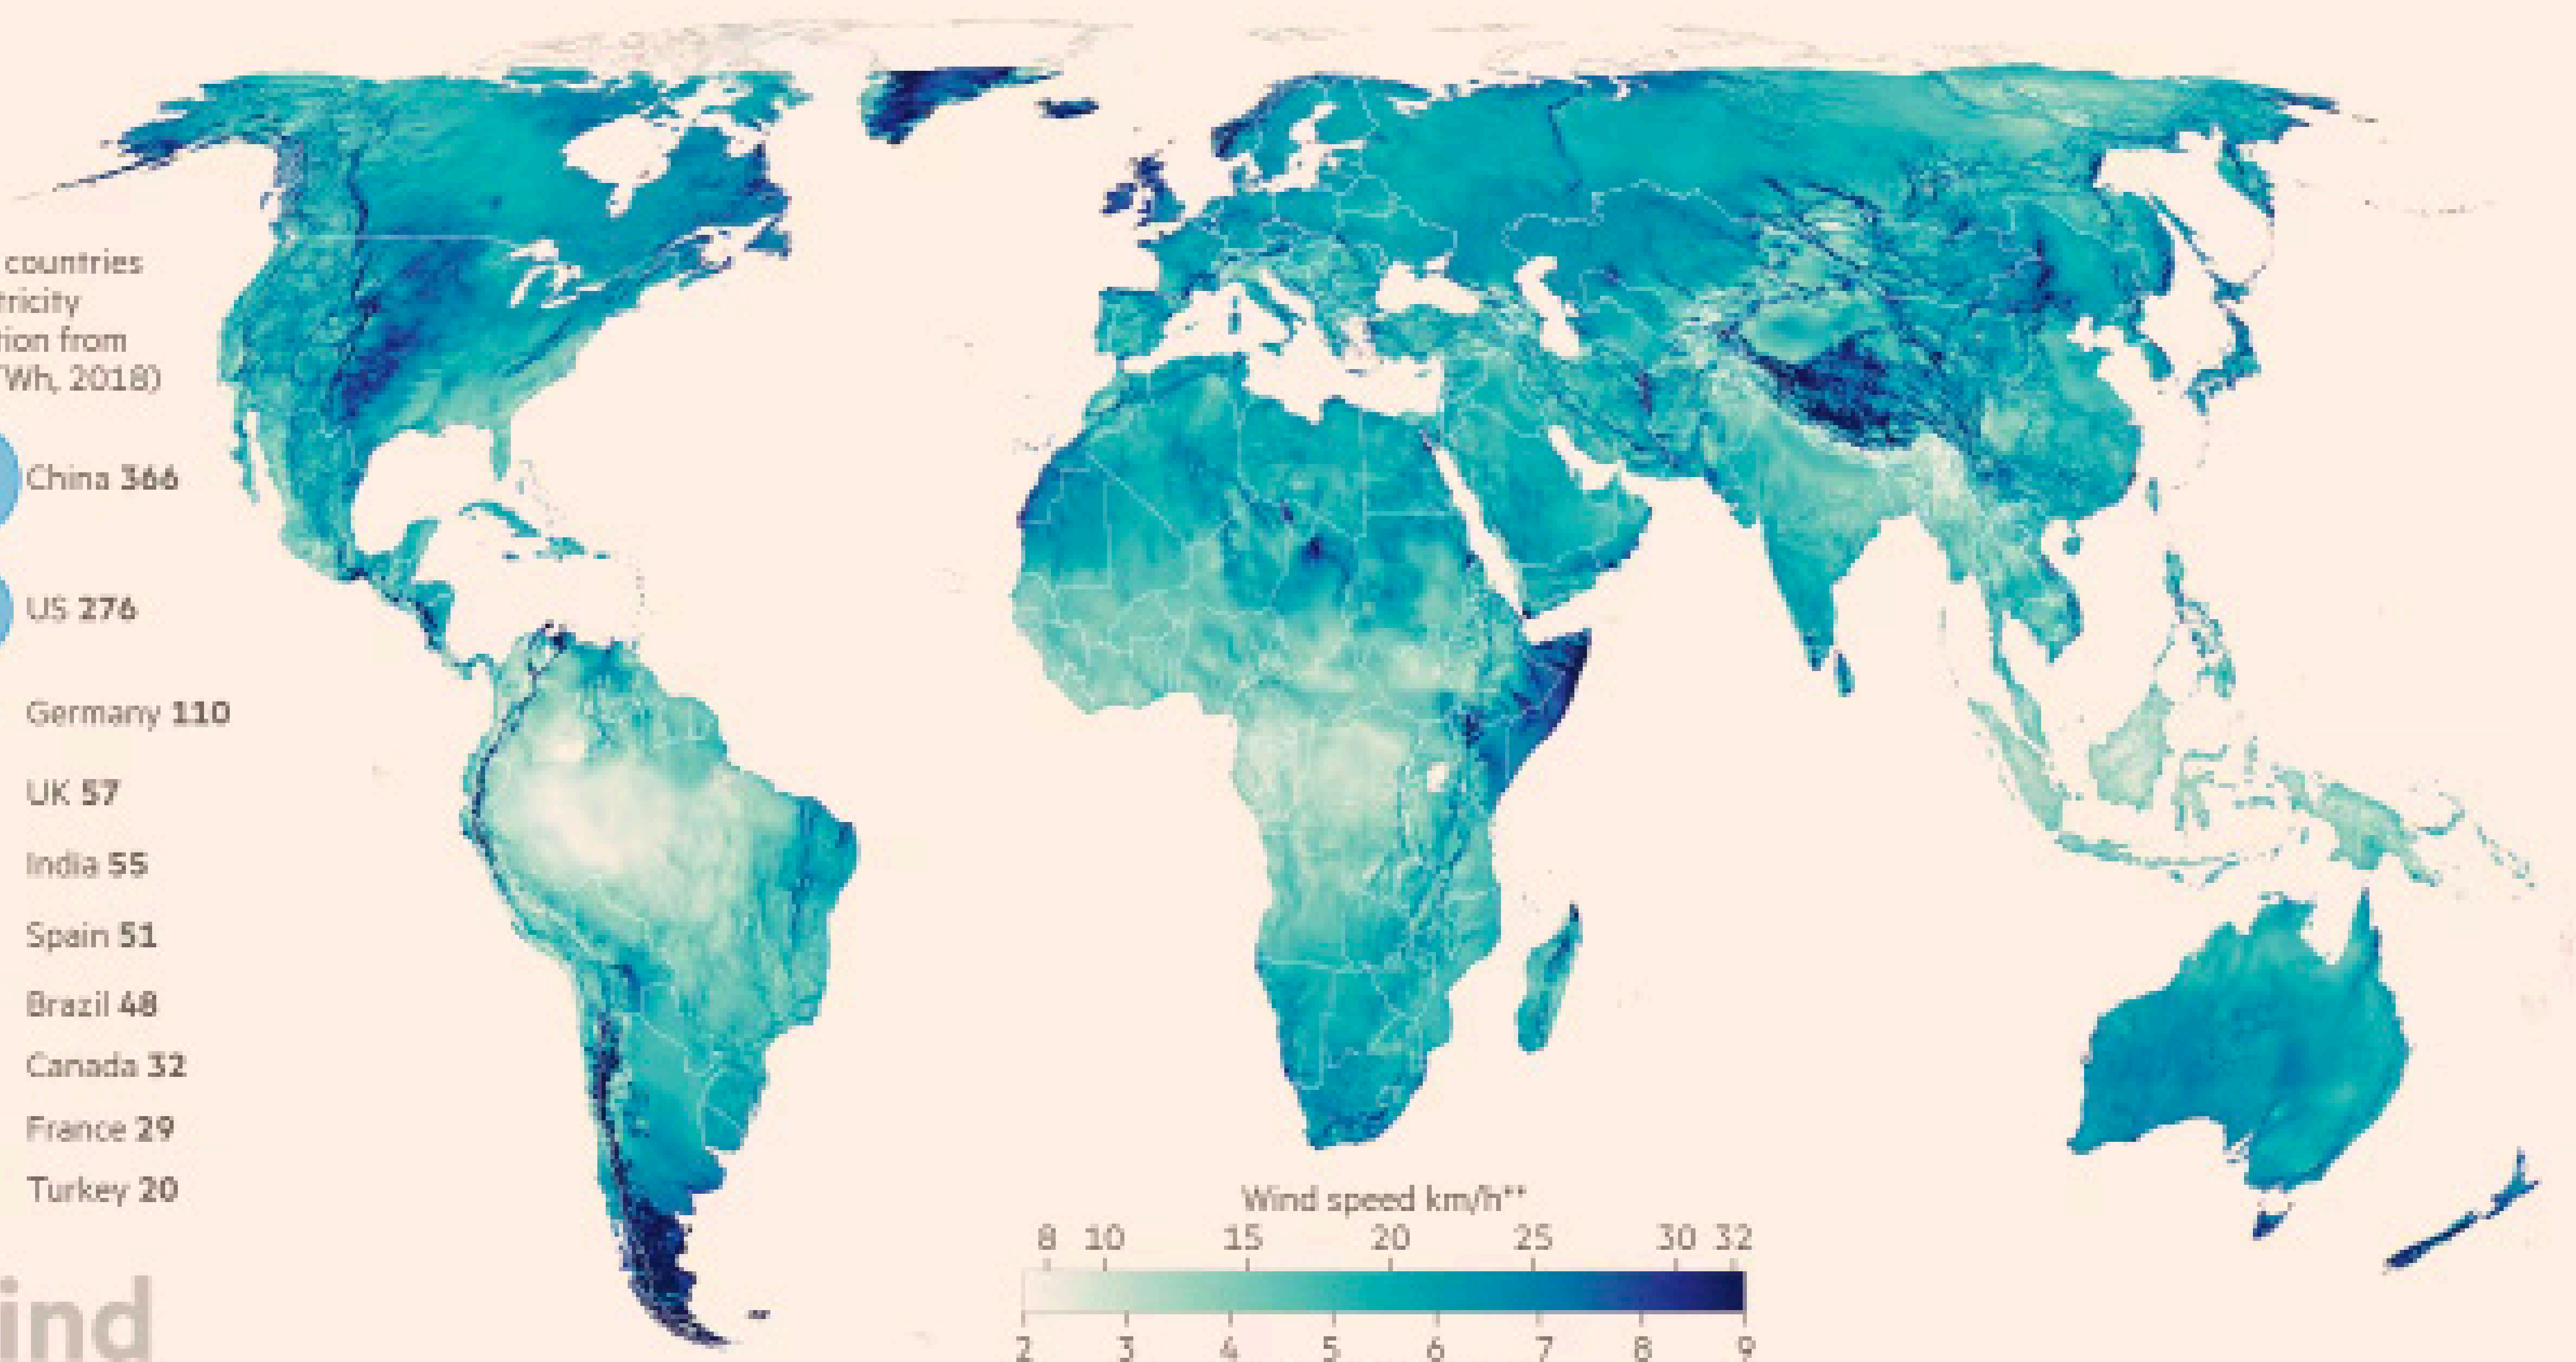 countries
tricity
tion from
Wh, 2018)
China 366
US 276
Germany 110
UK 57
India 55
Spain 51
Brazil 48
Canada 32
France 29
Turkey 20
ind
Wind speed km/h**
8 10 15 20 25 30 32
2 3 4 5 6 7 8 9